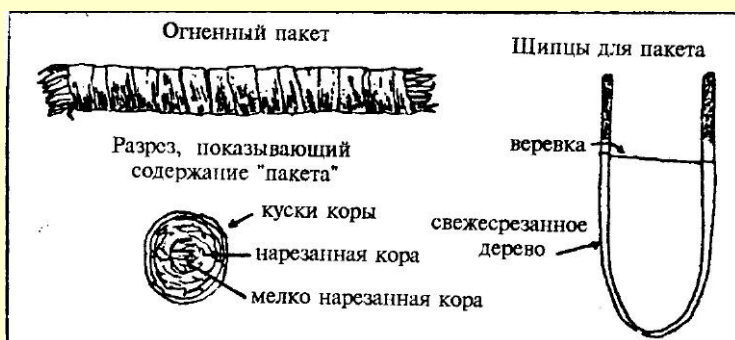 Огненный пакет
Щипцы для пакета
Разрез, показывающий
содержание "пакета"
веревка
куски коры
свежесрезанное
дерево
нарезанная кора
мелко нарезанная кора